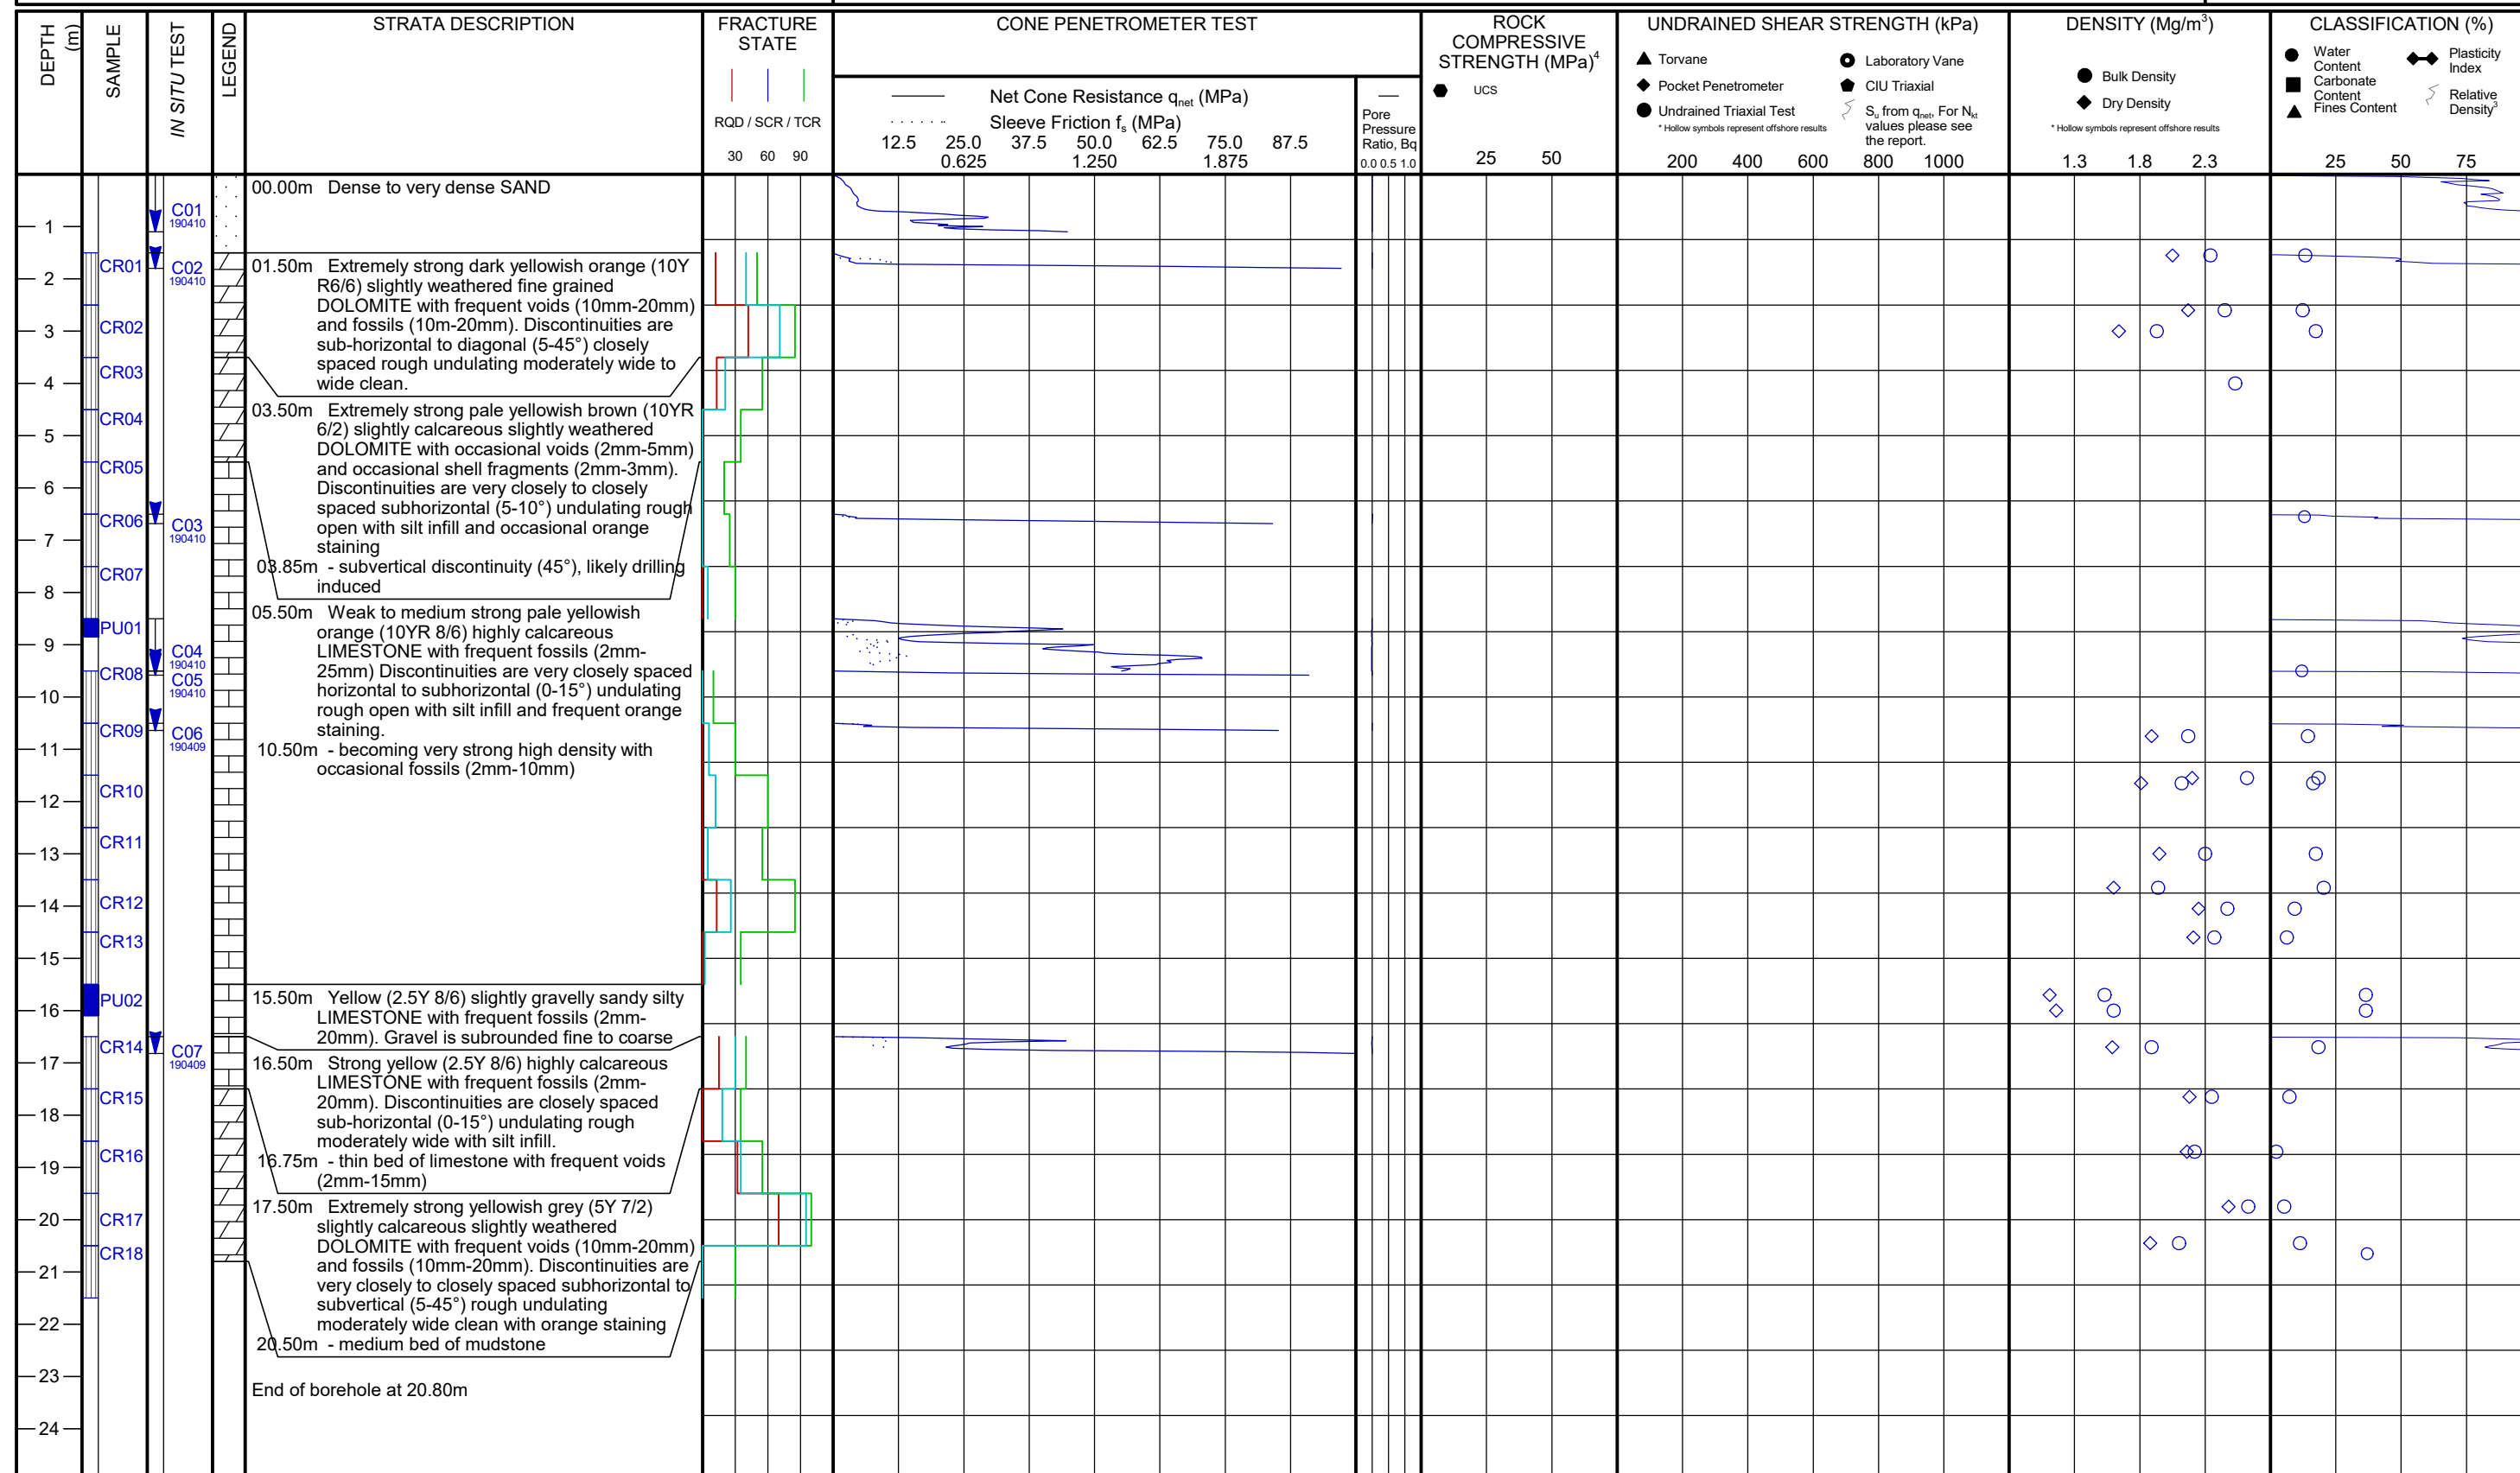 DEPTH (m)
SAMPLE
IN SITU TEST
LEGEND
STRATA DESCRIPTION
FRACTURE
STATE
RQD / SCR / TCR
30 60 90
CONE PENETROMETER TEST
Net Cone Resistance qnet (MPa)
Sleeve Friction fs (MPa)
12.5 25.0 37.5 50.0 62.5 75.0 87.5
0.625 1.250 1.875
Pore
Pressure
Ratio, Bq
0.0 0.5 1.0
ROCK
COMPRESSIVE
STRENGTH (MPa)4
UCS
25 50
UNDRAINED SHEAR STRENGTH (kPa)
Torvane
Pocket Penetrometer
Undrained Triaxial Test
* Hollow symbols represent offshore results
Laboratory Vane
CIU Triaxial
Su from qnet, For Nkt
values please see
the report.
200 400 600 800 1000
DENSITY (Mg/m3)
Bulk Density
Dry Density
* Hollow symbols represent offshore results
1.3 1.8 2.3
CLASSIFICATION (%)
Water
Content
Carbonate
Content
Fines Content
Plasticity
Index
Relative
Density3
25 50 75
1
2
3
4
5
6
7
8
9
10
11
12
13
14
15
16
17
18
19
20
21
22
23
24
CR01
CR02
CR03
CR04
CR05
CR06
CR07
PU01
CR08
CR09
CR10
CR11
CR12
CR13
PU02
CR14
CR15
CR16
CR17
CR18
C01
190410
C02
190410
C03
190410
C04
190410
C05
190410
C06
190409
C07
190409
00.00m Dense to very dense SAND
01.50m Extremely strong dark yellowish orange (10Y
R6/6) slightly weathered fine grained
DOLOMITE with frequent voids (10mm-20mm)
and fossils (10m-20mm). Discontinuities are
sub-horizontal to diagonal (5-45°) closely
spaced rough undulating moderately wide to
wide clean.
03.50m Extremely strong pale yellowish brown (10YR
6/2) slightly calcareous slightly weathered
DOLOMITE with occasional voids (2mm-5mm)
and occasional shell fragments (2mm-3mm).
Discontinuities are very closely to closely
spaced subhorizontal (5-10°) undulating rough
open with silt infill and occasional orange
staining
03.85m - subvertical discontinuity (45°), likely drilling
induced
05.50m Weak to medium strong pale yellowish
orange (10YR 8/6) highly calcareous
LIMESTONE with frequent fossils (2mm-
25mm) Discontinuities are very closely spaced
horizontal to subhorizontal (0-15°) undulating
rough open with silt infill and frequent orange
staining.
10.50m - becoming very strong high density with
occasional fossils (2mm-10mm)
15.50m Yellow (2.5Y 8/6) slightly gravelly sandy silty
LIMESTONE with frequent fossils (2mm-
20mm). Gravel is subrounded fine to coarse
16.50m Strong yellow (2.5Y 8/6) highly calcareous
LIMESTONE with frequent fossils (2mm-
20mm). Discontinuities are closely spaced
sub-horizontal (0-15°) undulating rough
moderately wide with silt infill.
16.75m - thin bed of limestone with frequent voids
(2mm-15mm)
17.50m Extremely strong yellowish grey (5Y 7/2)
slightly calcareous slightly weathered
DOLOMITE with frequent voids (10mm-20mm)
and fossils (10mm-20mm). Discontinuities are
very closely to closely spaced subhorizontal to
subvertical (5-45°) rough undulating
moderately wide clean with orange staining
20.50m - medium bed of mudstone
End of borehole at 20.80m